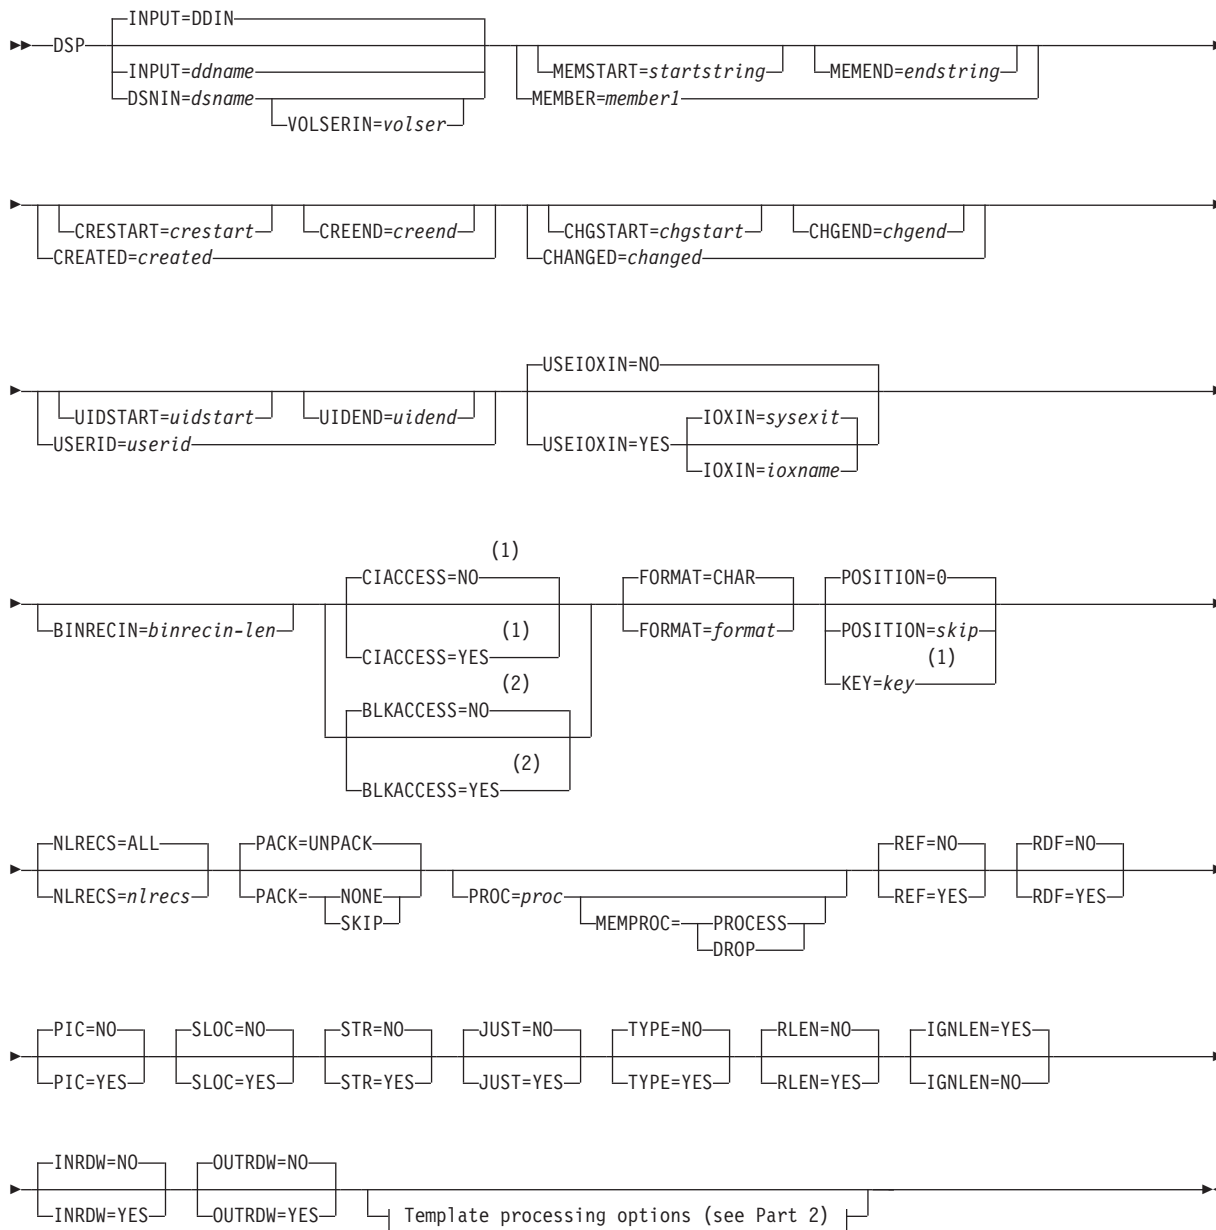 INPUT=DDIN
DSP
INPUT=ddname
DSNIN=dsname
VOLSERIN=volser
MEMSTART=startstring
MEMEND=endstring
MEMBER=member1
CRESTART=crestart
CREEND=creend
CREATED=created
CHGSTART=chgstart
CHGEND=chgend
CHANGED=changed
UIDSTART=uidstart
UIDEND=uidend
USERID=userid
USEIOXIN=NO
USEIOXIN=YES
IOXIN=sysexit
IOXIN=ioxname
BINRECIN=binrecin-len
(1)
CIACCESS=NO
(1)
CIACCESS=YES
(2)
BLKACCESS=NO
(2)
BLKACCESS=YES
FORMAT=CHAR
FORMAT=format
POSITION=0
POSITION=skip
(1)
KEY=key
NLRECS=ALL
NLRECS=nlrecs
PACK=UNPACK
PACK=
NONE
SKIP
PROC=proc
MEMPROC=
PROCESS
DROP
REF=NO
REF=YES
RDF=NO
RDF=YES
PIC=NO
PIC=YES
SLOC=NO
SLOC=YES
STR=NO
STR=YES
JUST=NO
JUST=YES
TYPE=NO
TYPE=YES
RLEN=NO
RLEN=YES
IGNLEN=YES
IGNLEN=NO
INRDW=NO
INRDW=YES
OUTRDW=NO
OUTRDW=YES
Template processing options (see Part 2)